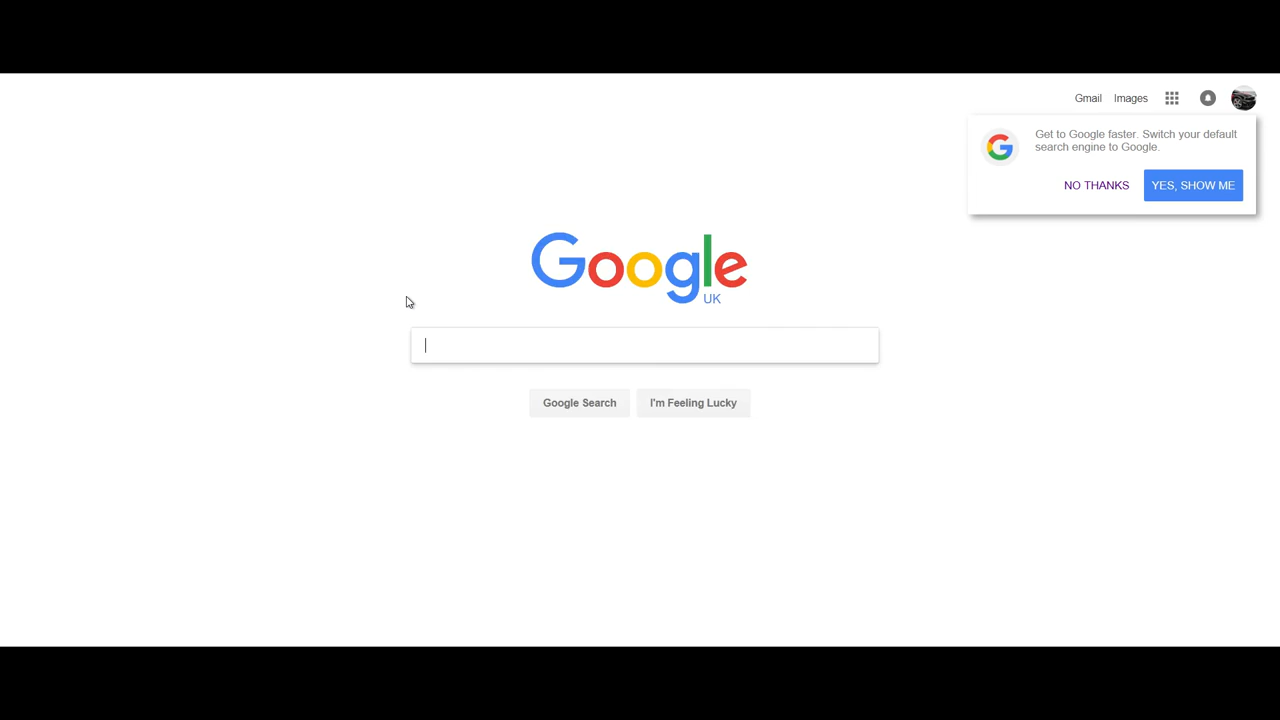 Gmail Images
Get to Google faster. Switch your default
search engine to Google.
NO THANKS YES, SHOW ME
Google
UK
Google Search I'm Feeling Lucky